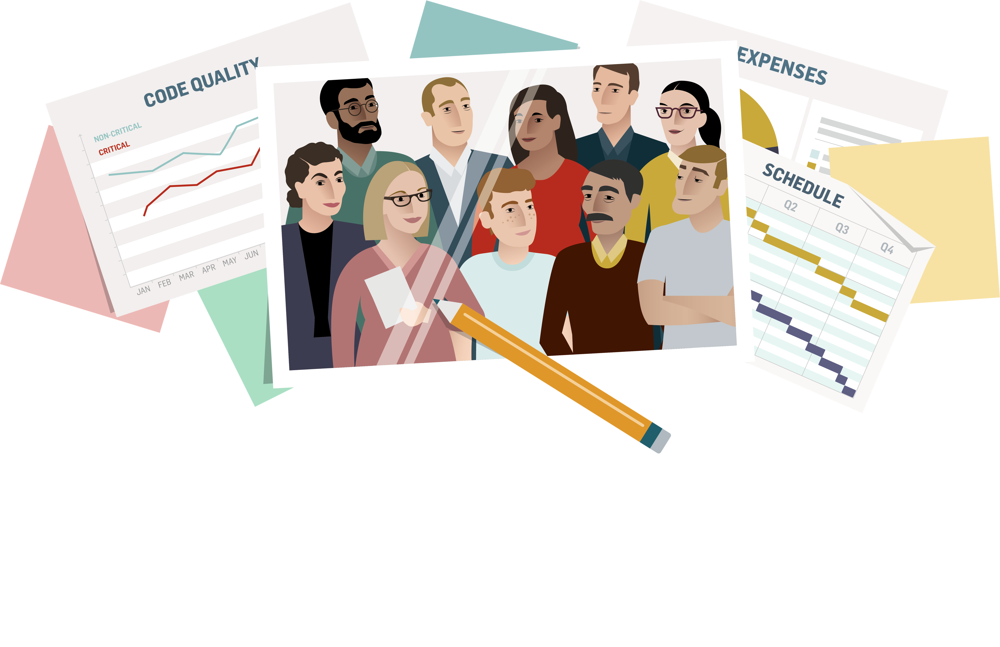 CODE QUALITY
NON-CRITICAL
CRITICAL
JAN FEB MAR APR MAY JUN
EXPENSES
SCHEDULE
Q2 Q3 Q4